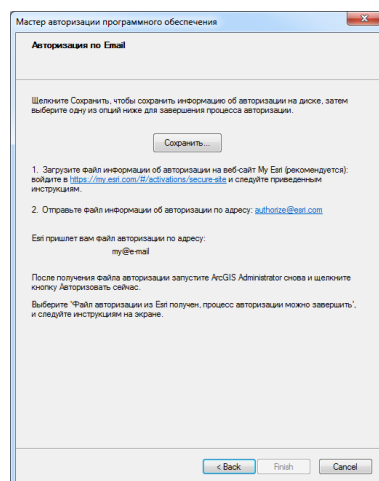 Мастер авторизации программного обеспечения
Авторизация по Email
Щелкните Сохранить, чтобы сохранить информацию об авторизации на диске, затем
выберите одну из опций ниже для завершения процесса авторизации.
Сохранить...
1. Загрузите файл информации об авторизации на веб-сайт My Esri (рекомендуется):
войдите в https://my.esri.com/#/activations/secure-site и следуйте приведенным
инструкциям.
2. Отправьте файл информации об авторизации по адресу: authorize@esri.com
Esri пришлет вам файл авторизации по адресу:
my@e-mail
После получения файла авторизации запустите ArcGIS Administrator снова и щелкните
кнопку Авторизовать сейчас.
Выберите 'Файл авторизации из Esri получен, процесс авторизации можно завершить',
и следуйте инструкциям на экране.
< Back Finish Cancel